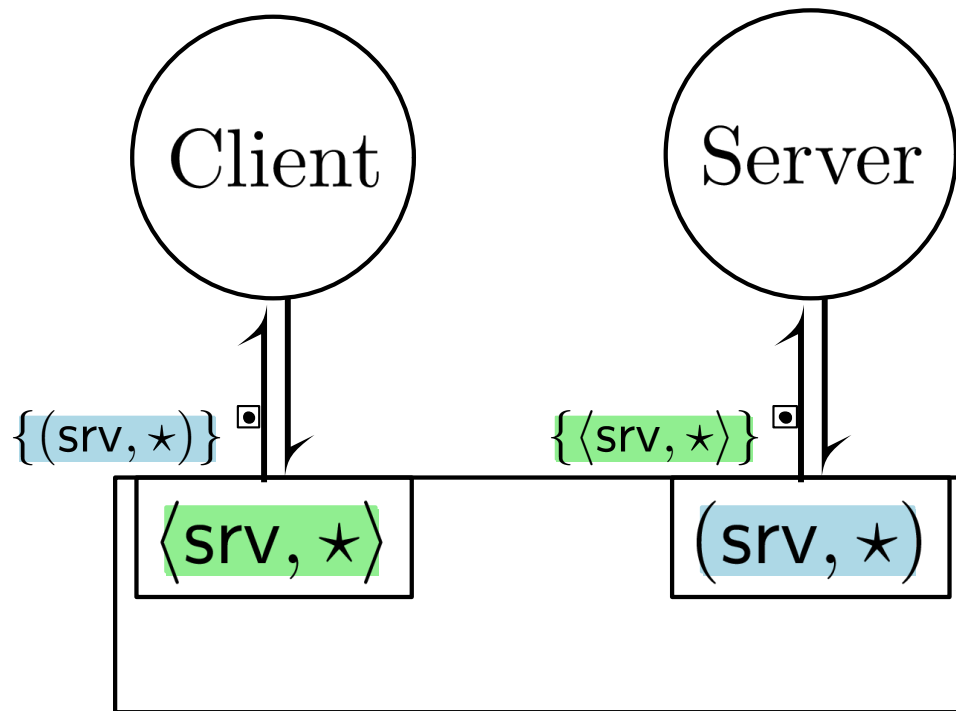 Client
Server
{(srv, ⋆)}
{⟨srv, ⋆⟩}
⟨srv, ⋆⟩
(srv, ⋆)